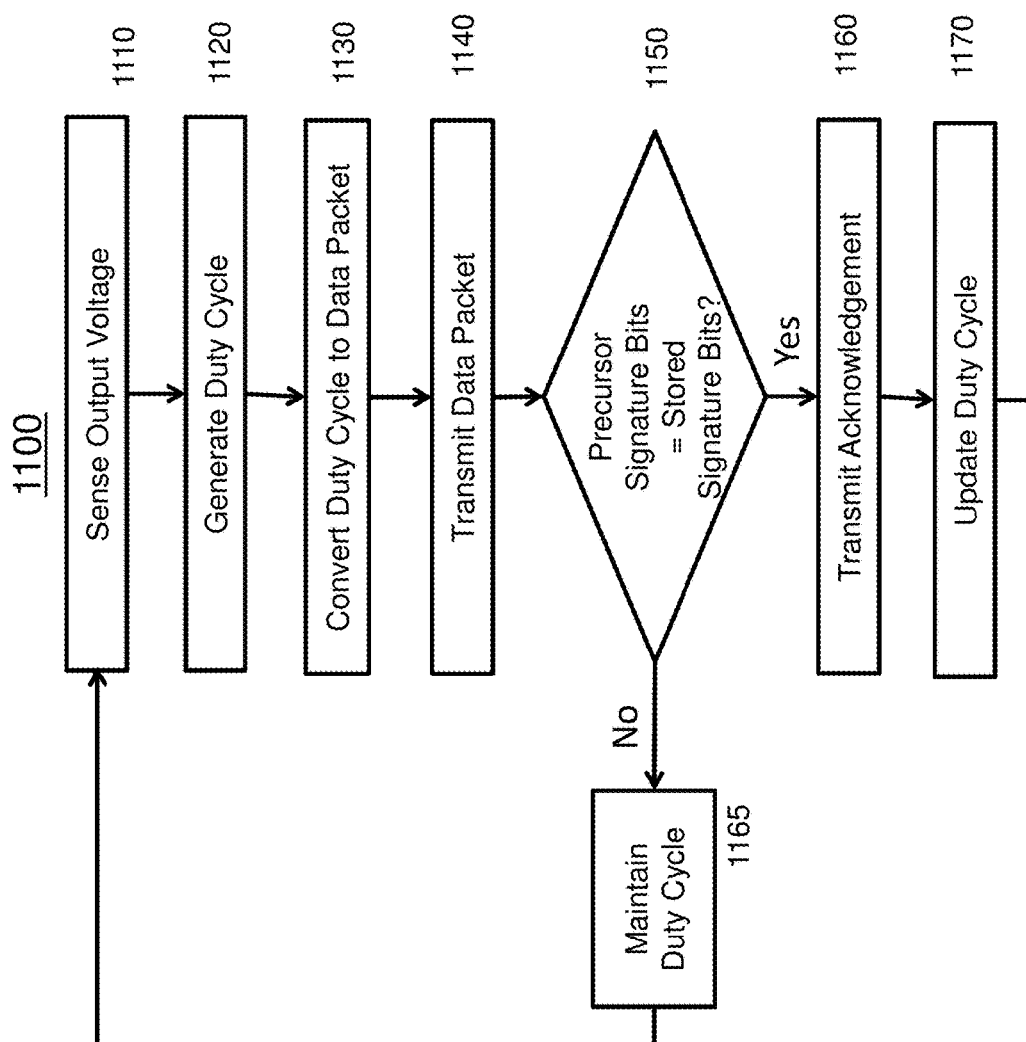 1100
Sense Output Voltage
1110
Generate Duty Cycle
1120
Convert Duty Cycle to Data Packet
1130
Transmit Data Packet
1140
Precursor
Signature Bits
= Stored
Signature Bits?
1150
No
Yes
Maintain
Duty Cycle
1165
Transmit Acknowledgement
1160
Update Duty Cycle
1170